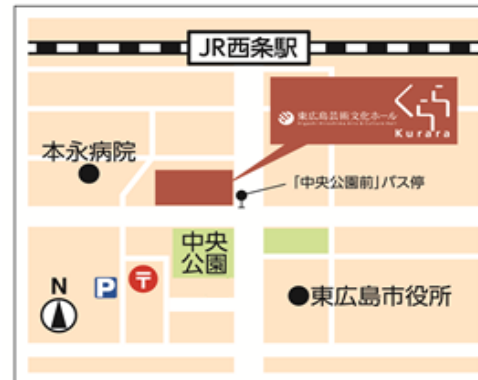 JR西条駅
東広島芸術文化ホール
くらら
Kurara
本永病院
「中央公園前」バス停
中央
公園
N
P
〒
東広島市役所